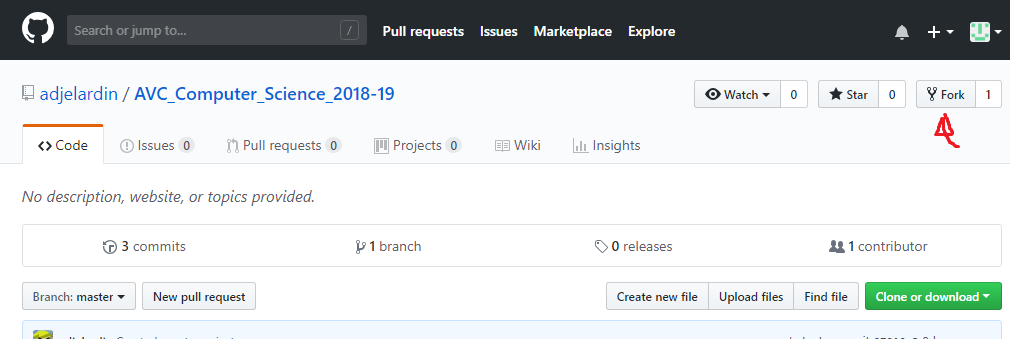 Search or jump to... / Pull requests Issues Marketplace Explore
adjelardin / AVC_Computer_Science_2018-19 Watch 0 Star 0 Fork 1
Code Issues 0 Pull requests 0 Projects 0 Wiki Insights
No description, website, or topics provided.
3 commits 1 branch 0 releases 1 contributor
Branch: master New pull request Create new file Upload files Find file Clone or download